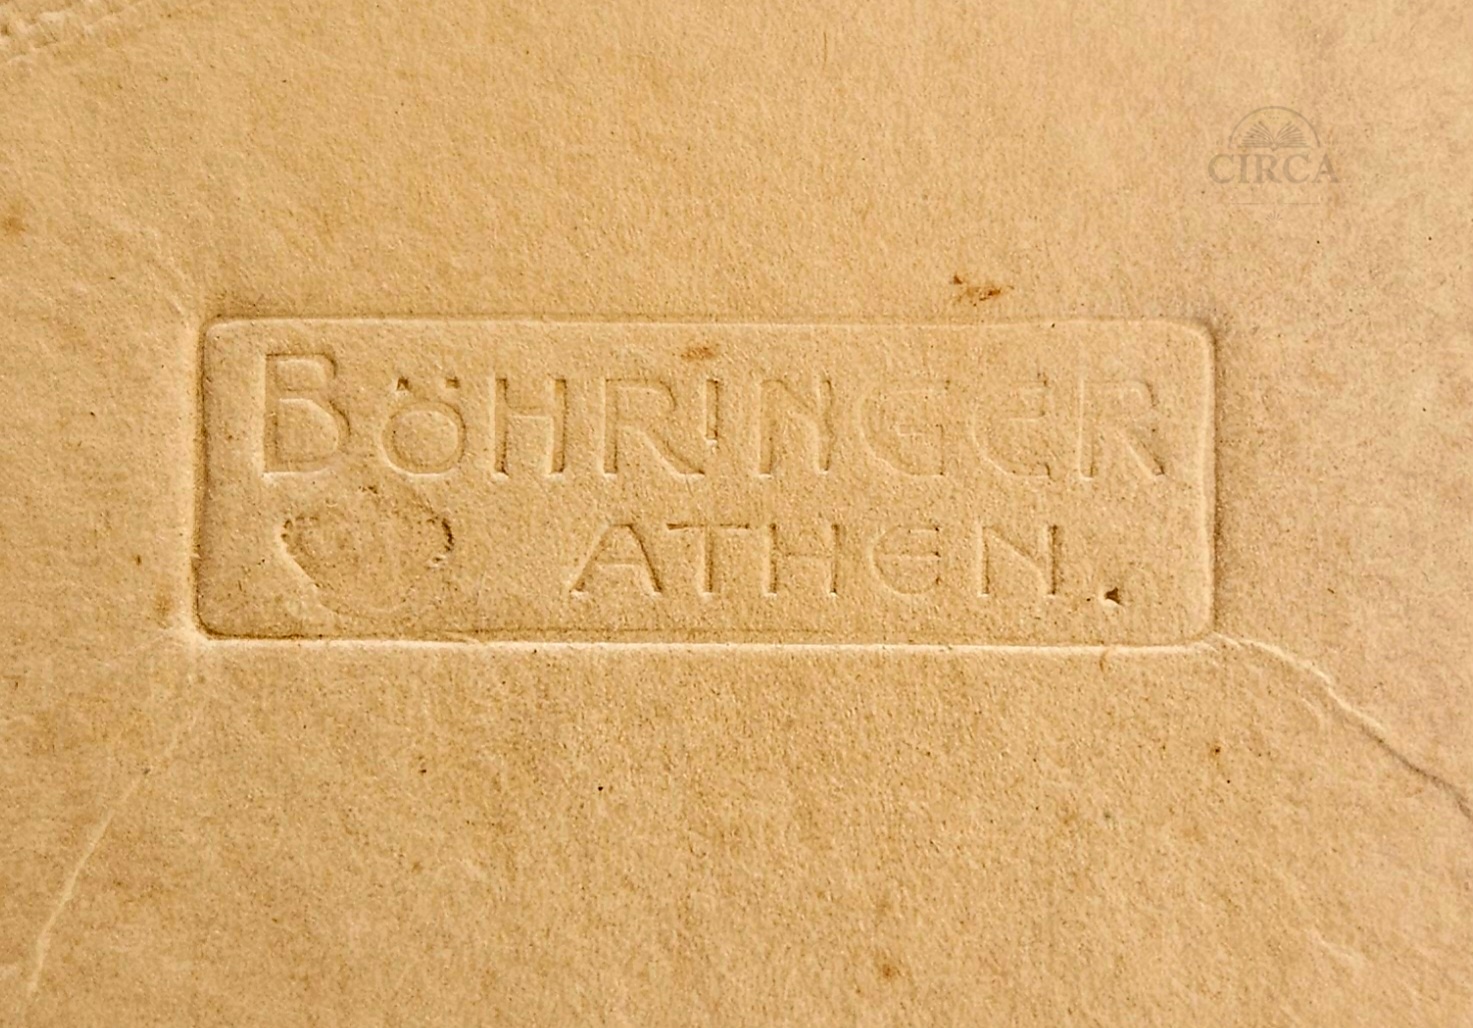 CIRCA
BÖHRINGER
ATHEN.